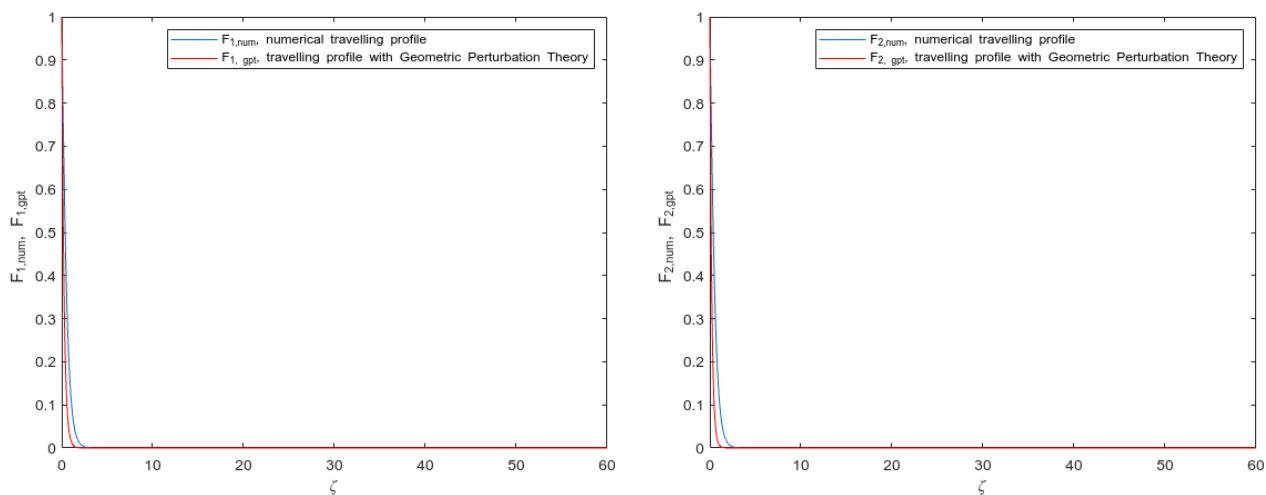 F1,num, numerical travelling profile
F1, gpt, travelling profile with Geometric Perturbation Theory
F1,num, F1,gpt
1
0.9
0.8
0.7
0.6
0.5
0.4
0.3
0.2
0.1
0
0 10 20 30 40 50 60
ζ
F2,num, numerical travelling profile
F2, gpt, travelling profile with Geometric Perturbation Theory
F2,num, F2,gpt
1
0.9
0.8
0.7
0.6
0.5
0.4
0.3
0.2
0.1
0
0 10 20 30 40 50 60
ζ